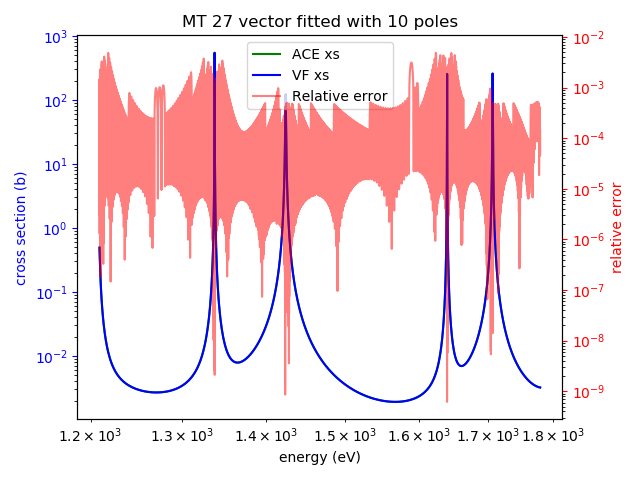 MT 27 vector fitted with 10 poles
ACE xs
VF xs
Relative error
cross section (b)
10³
10²
10¹
10⁰
10⁻¹
10⁻²
relative error
10⁻²
10⁻³
10⁻⁴
10⁻⁵
10⁻⁶
10⁻⁷
10⁻⁸
10⁻⁹
1.2 × 10³ 1.3 × 10³ 1.4 × 10³ 1.5 × 10³ 1.6 × 10³ 1.7 × 10³ 1.8 × 10³
energy (eV)